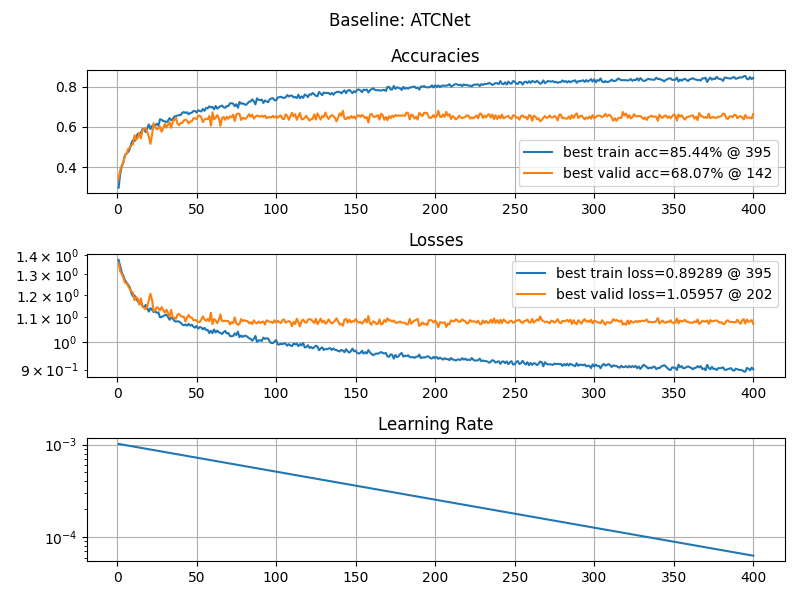 Baseline: ATCNet
Accuracies
0.8
0.6
0.4
best train acc=85.44% @ 395
best valid acc=68.07% @ 142
0 50 100 150 200 250 300 350 400
Losses
1.4 × 10⁰
1.3 × 10⁰
1.2 × 10⁰
1.1 × 10⁰
10⁰
9 × 10⁻¹
best train loss=0.89289 @ 395
best valid loss=1.05957 @ 202
0 50 100 150 200 250 300 350 400
Learning Rate
10⁻³
10⁻⁴
0 50 100 150 200 250 300 350 400